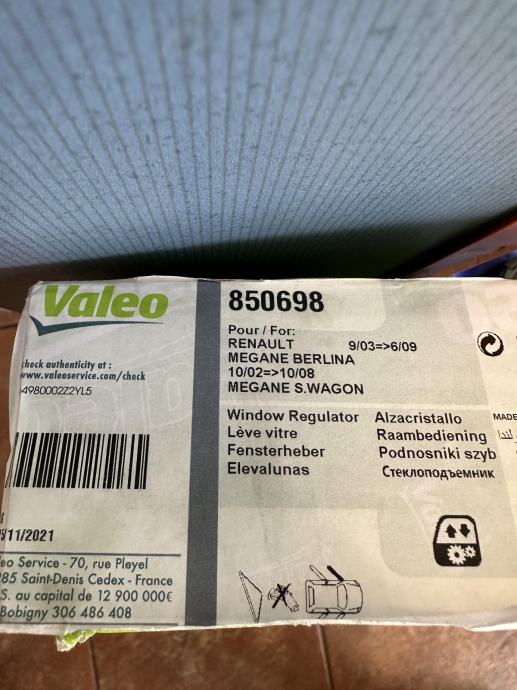 Valeo
check authenticity at :
www.valeoservice.com/check
4980002Z2YL5
11/2021
Service - 70, rue Pleyel
Saint-Denis Cedex - France
au capital de 12 900 000€
Bobigny 306 486 408
850698
Pour / For:
RENAULT 9/03=>6/09
MEGANE BERLINA
10/02=>10/08
MEGANE S.WAGON
Window Regulator Alzacristallo
Lève vitre Raambediening
Fensterheber Podnosniki szyb
Elevalunas Стеклоподъемник
MADE